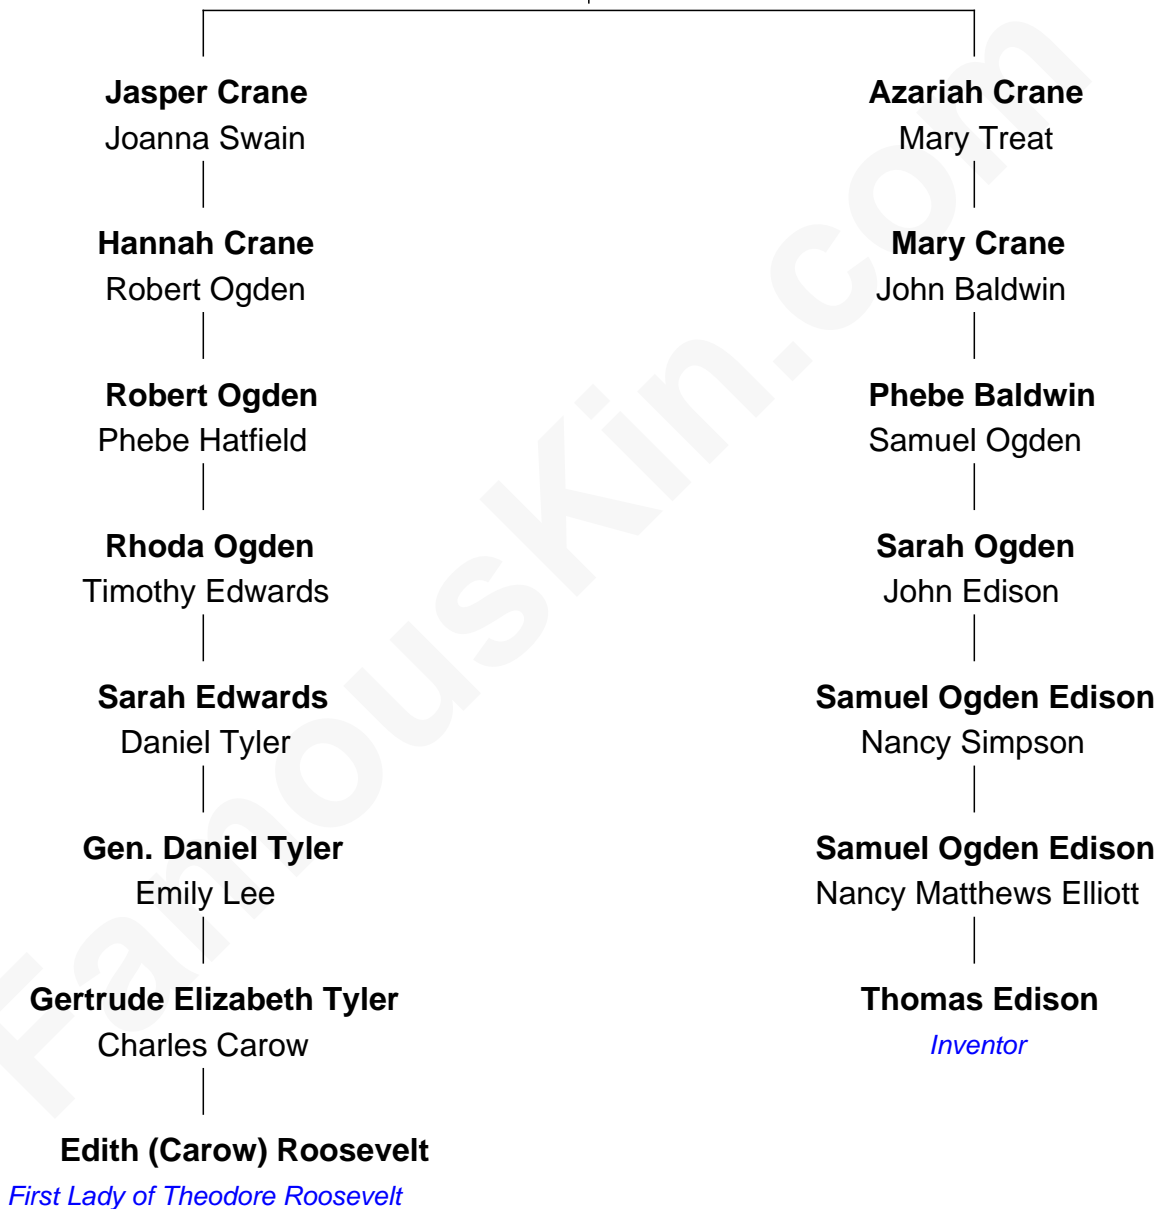 Jasper Crane
Joanna Swain
Hannah Crane
Robert Ogden
Robert Ogden
Phebe Hatfield
Rhoda Ogden
Timothy Edwards
Sarah Edwards
Daniel Tyler
Gen. Daniel Tyler
Emily Lee
Gertrude Elizabeth Tyler
Charles Carow
Edith (Carow) Roosevelt
First Lady of Theodore Roosevelt
Azariah Crane
Mary Treat
Mary Crane
John Baldwin
Phebe Baldwin
Samuel Ogden
Sarah Ogden
John Edison
Samuel Ogden Edison
Nancy Simpson
Samuel Ogden Edison
Nancy Matthews Elliott
Thomas Edison
Inventor
FamousKin.com